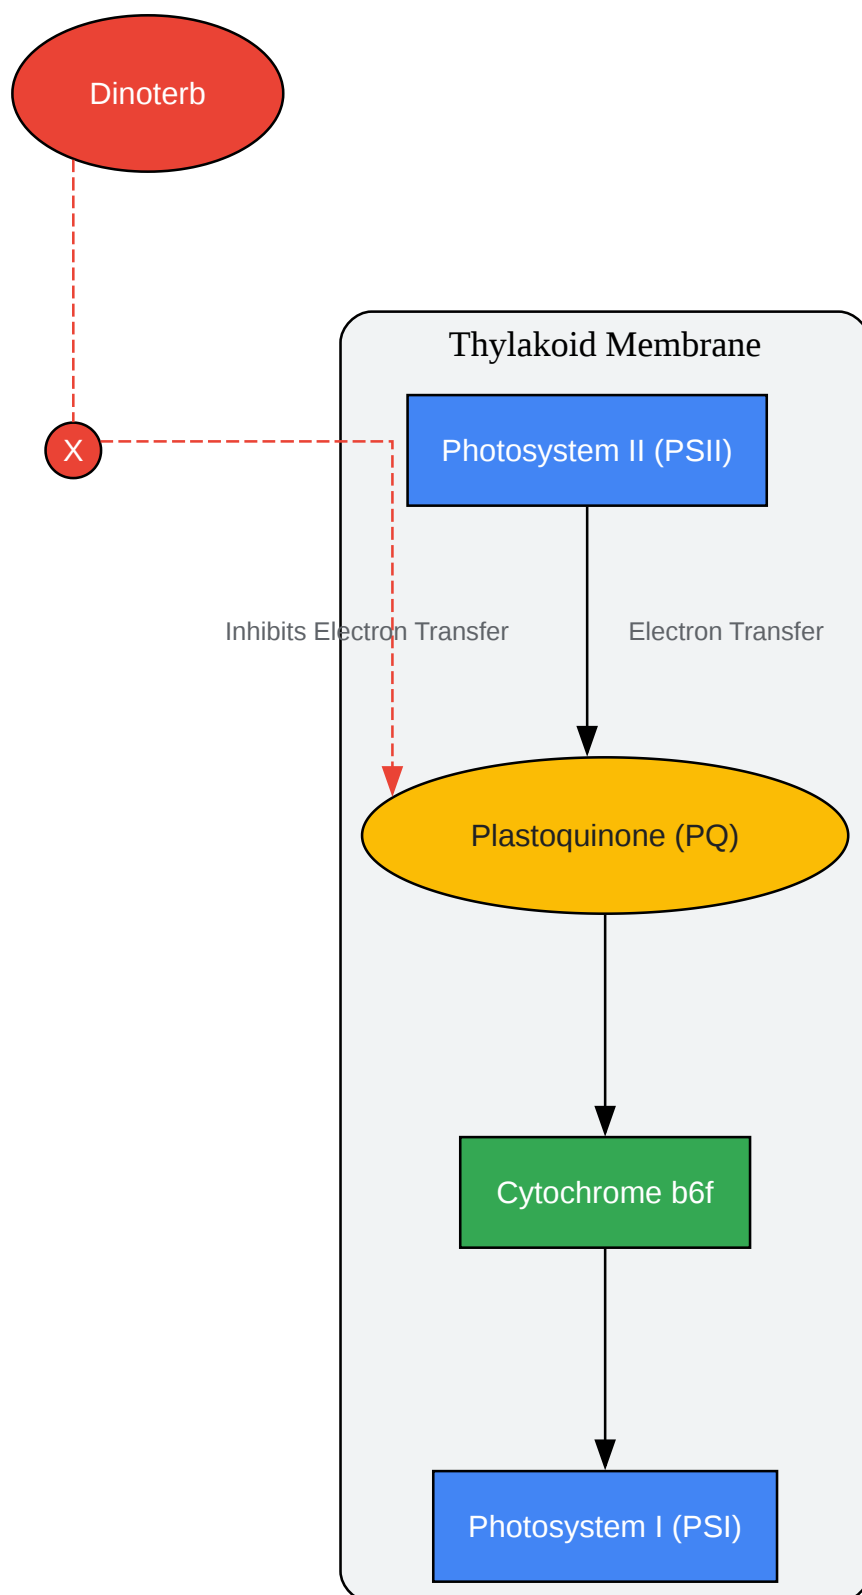 Dinoterb
Thylakoid Membrane
X
Photosystem II (PSII)
Inhibits Electron Transfer
Electron Transfer
Plastoquinone (PQ)
Cytochrome b6f
Photosystem I (PSI)